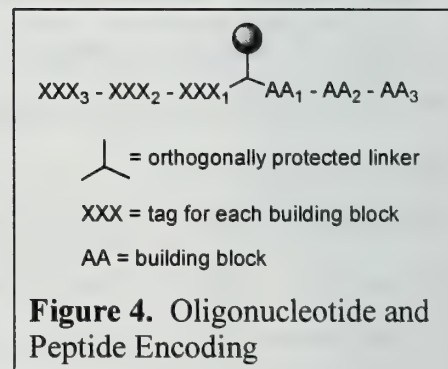 XXX₃ - XXX₂ - XXX₁ AA₁ - AA₂ - AA₃
= orthogonally protected linker
XXX = tag for each building block
AA = building block
Figure 4. Oligonucleotide and
Peptide Encoding